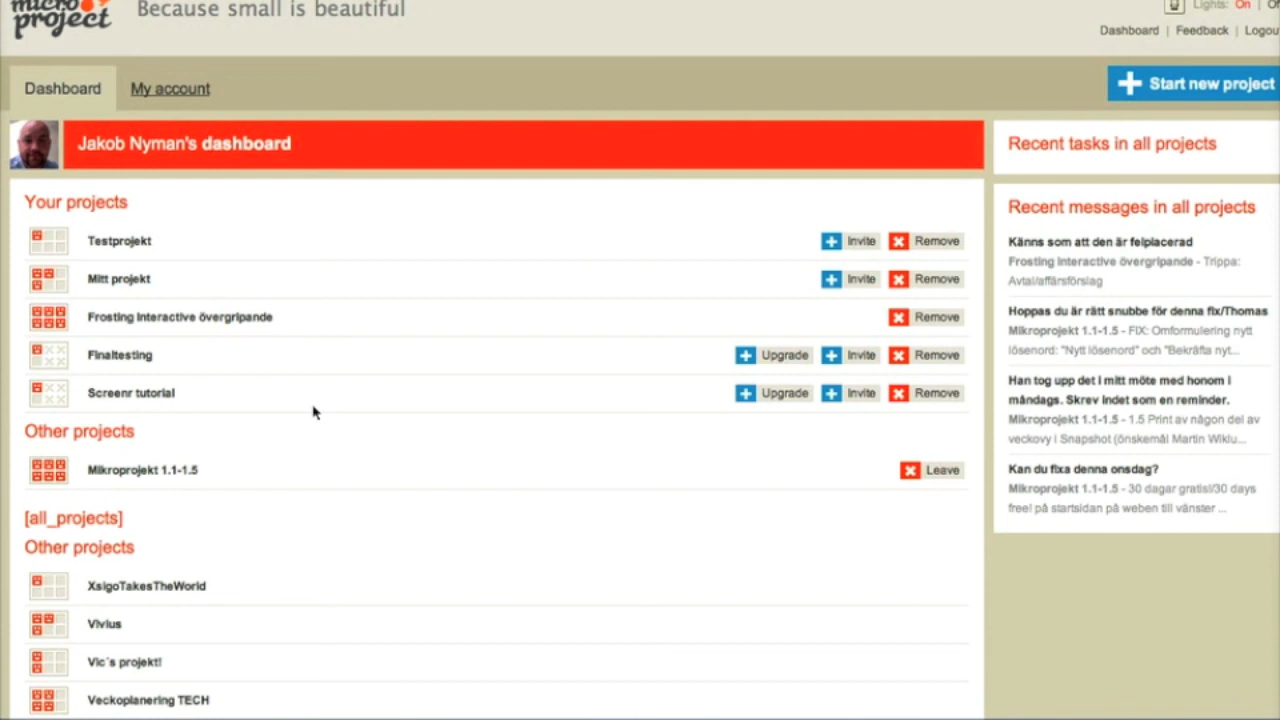 micro
project
Because small is beautiful
Lights: On |
Dashboard | Feedback | Logou
Dashboard
My account
Start new project
Jakob Nyman's dashboard
Your projects
Testprojekt
Invite
Remove
Mitt projekt
Invite
Remove
Frosting Interactive övergripande
Remove
Finaltesting
Upgrade
Invite
Remove
Screenr tutorial
Upgrade
Invite
Remove
Other projects
Mikroprojekt 1.1-1.5
Leave
[all_projects]
Other projects
XsigoTakesTheWorld
Vivius
Vic´s projekt!
Veckoplanering TECH
Recent tasks in all projects
Recent messages in all projects
Känns som att den är felplacerad
Frosting Interactive övergripande - Trippa:
Avtal/affärsförslag
Hoppas du är rätt snubbe för denna fix/Thomas
Mikroprojekt 1.1-1.5 - FIX: Omformulering nytt
lösenord: "Nytt lösenord" och "Bekräfta nyt...
Han tog upp det i mitt möte med honom i
måndags. Skrev indet som en reminder.
Mikroprojekt 1.1-1.5 - 1.5 Print av någon del av
veckovy i Snapshot (önskemål Martin Wiklu...
Kan du fixa denna onsdag?
Mikroprojekt 1.1-1.5 - 30 dagar gratis!/30 days
free! på startsidan på weben till vänster ...